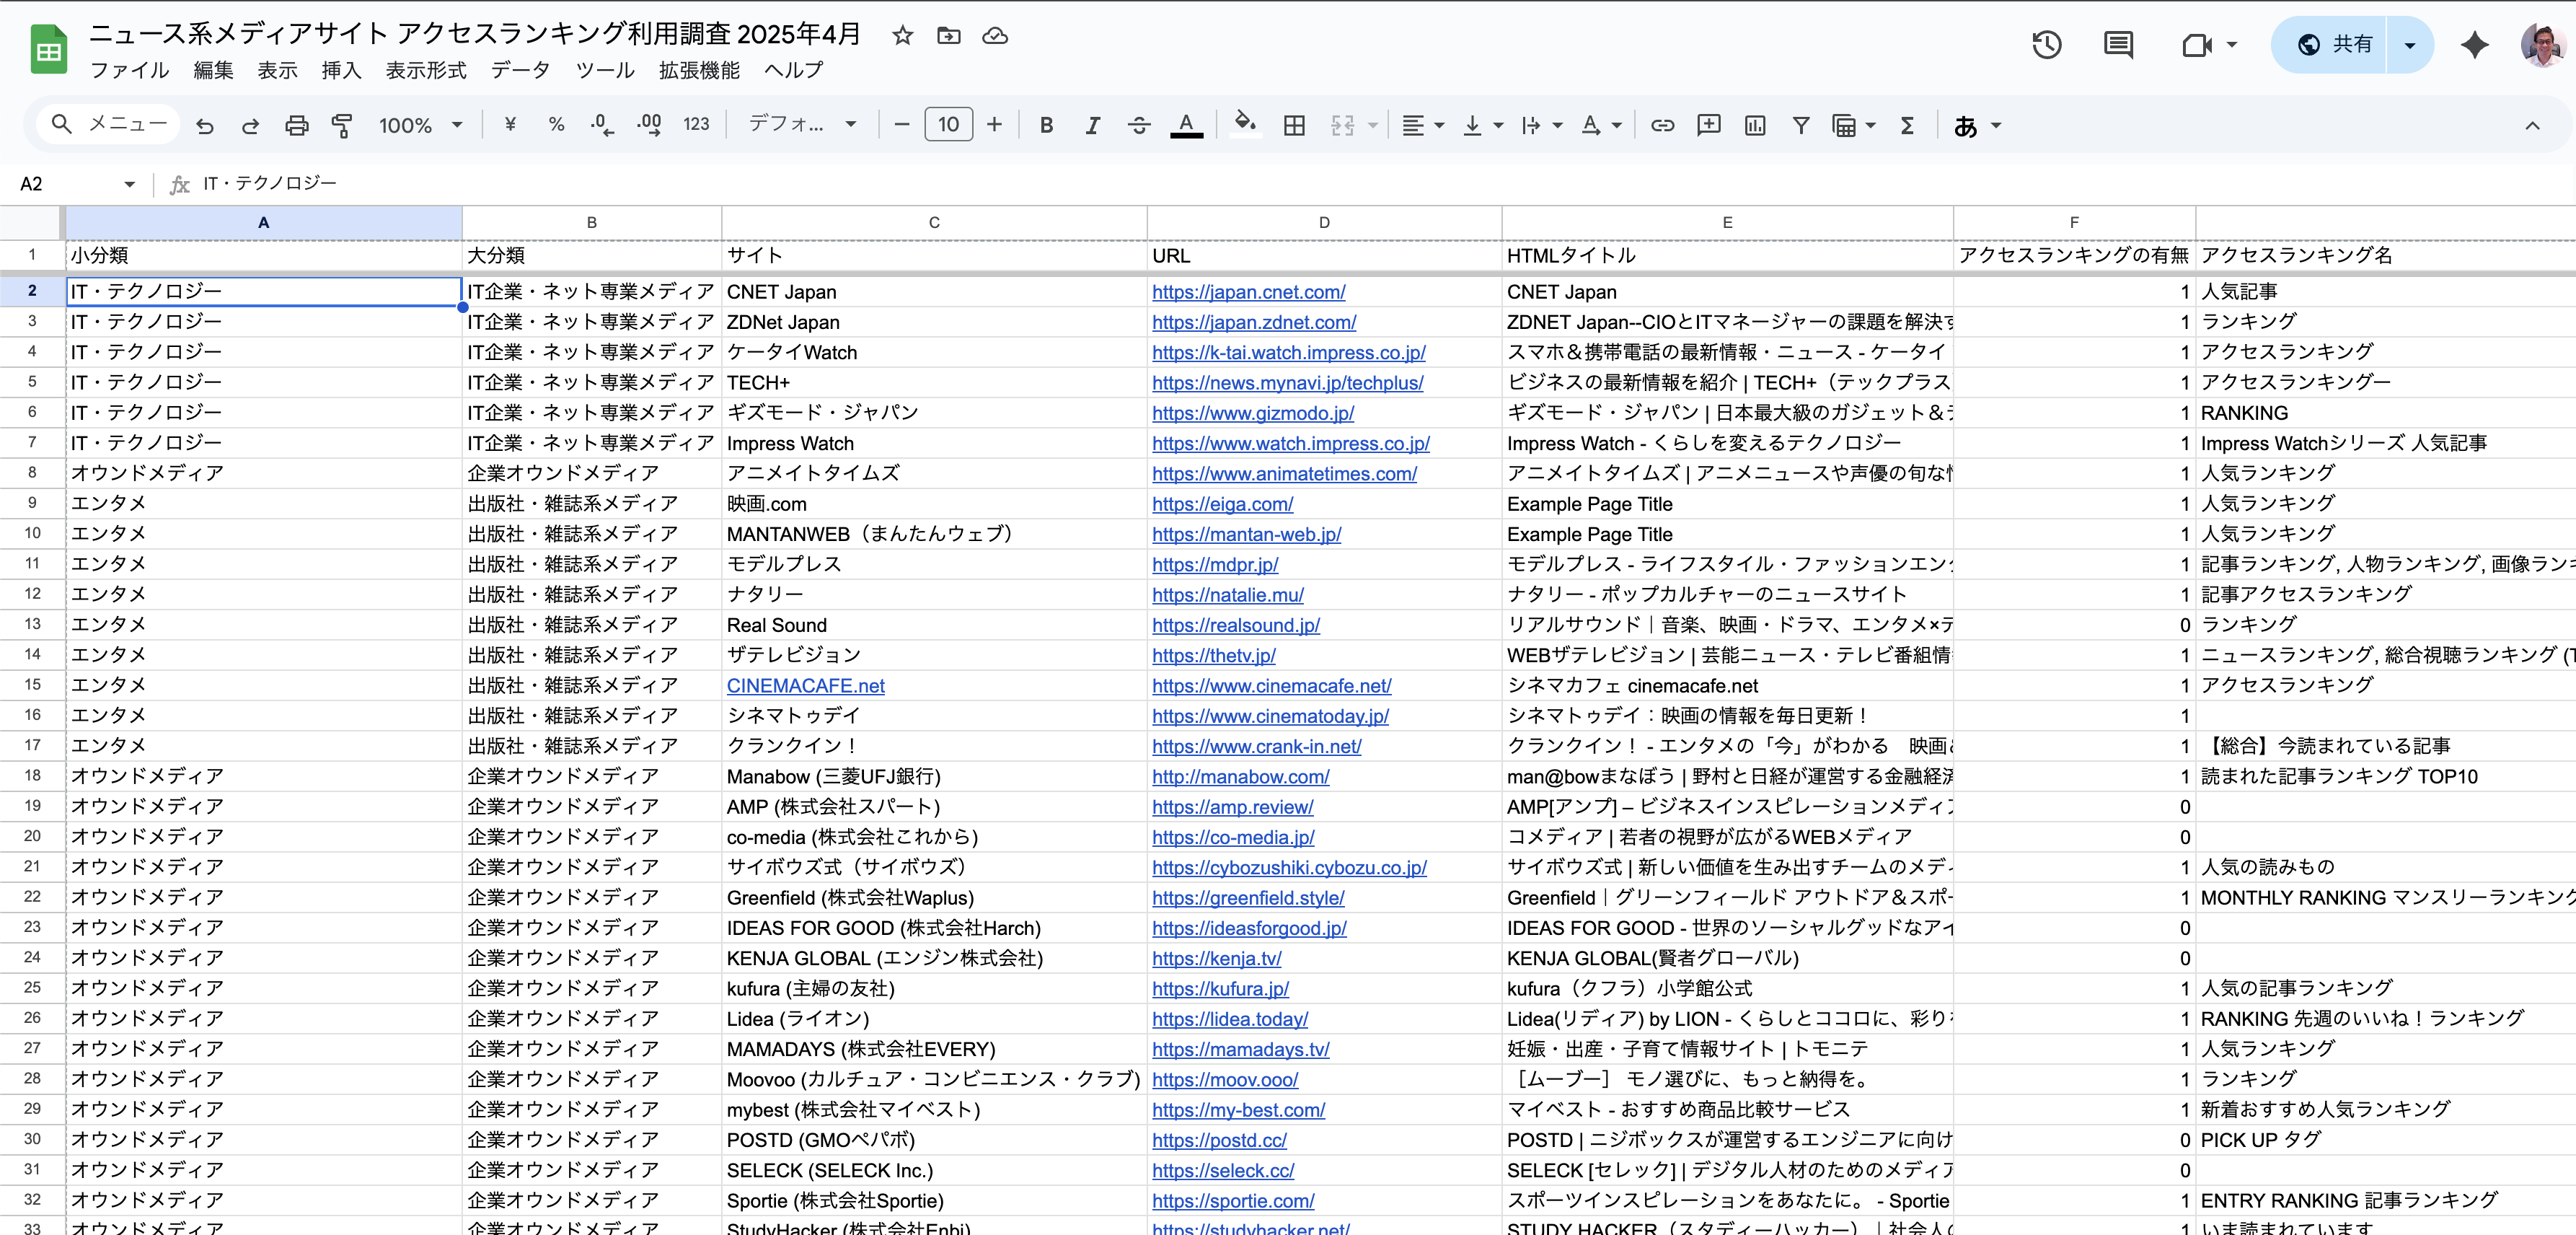 ニュース系メディアサイト アクセスランキング利用調査 2025年4月
ファイル 編集 表示 挿入 表示形式 データ ツール 拡張機能 ヘルプ
共有
メニュー 100% ¥ % .0 .00 123 デフォ... − 10 + B I A あ
A2 fx IT・テクノロジー
A B C D E F
1 小分類 大分類 サイト URL HTMLタイトル アクセスランキングの有無 アクセスランキング名
2 IT・テクノロジー IT企業・ネット専業メディア CNET Japan https://japan.cnet.com/ CNET Japan 1 人気記事
3 IT・テクノロジー IT企業・ネット専業メディア ZDNet Japan https://japan.zdnet.com/ ZDNET Japan--CIOとITマネージャーの課題を解決す 1 ランキング
4 IT・テクノロジー IT企業・ネット専業メディア ケータイWatch https://k-tai.watch.impress.co.jp/ スマホ＆携帯電話の最新情報・ニュース - ケータイ 1 アクセスランキング
5 IT・テクノロジー IT企業・ネット専業メディア TECH+ https://news.mynavi.jp/techplus/ ビジネスの最新情報を紹介 | TECH+（テックプラス 1 アクセスランキングー
6 IT・テクノロジー IT企業・ネット専業メディア ギズモード・ジャパン https://www.gizmodo.jp/ ギズモード・ジャパン | 日本最大級のガジェット＆テ 1 RANKING
7 IT・テクノロジー IT企業・ネット専業メディア Impress Watch https://www.watch.impress.co.jp/ Impress Watch - くらしを変えるテクノロジー 1 Impress Watchシリーズ 人気記事
8 オウンドメディア 企業オウンドメディア アニメイトタイムズ https://www.animatetimes.com/ アニメイトタイムズ | アニメニュースや声優の旬な情 1 人気ランキング
9 エンタメ 出版社・雑誌系メディア 映画.com https://eiga.com/ Example Page Title 1 人気ランキング
10 エンタメ 出版社・雑誌系メディア MANTANWEB（まんたんウェブ） https://mantan-web.jp/ Example Page Title 1 人気ランキング
11 エンタメ 出版社・雑誌系メディア モデルプレス https://mdpr.jp/ モデルプレス - ライフスタイル・ファッションエンタ 1 記事ランキング, 人物ランキング, 画像ランキ
12 エンタメ 出版社・雑誌系メディア ナタリー https://natalie.mu/ ナタリー - ポップカルチャーのニュースサイト 1 記事アクセスランキング
13 エンタメ 出版社・雑誌系メディア Real Sound https://realsound.jp/ リアルサウンド｜音楽、映画・ドラマ、エンタメ×テ 0 ランキング
14 エンタメ 出版社・雑誌系メディア ザテレビジョン https://thetv.jp/ WEBザテレビジョン | 芸能ニュース・テレビ番組情 1 ニュースランキング, 総合視聴ランキング (T
15 エンタメ 出版社・雑誌系メディア CINEMACAFE.net https://www.cinemacafe.net/ シネマカフェ cinemacafe.net 1 アクセスランキング
16 エンタメ 出版社・雑誌系メディア シネマトゥデイ https://www.cinematoday.jp/ シネマトゥデイ：映画の情報を毎日更新！ 1
17 エンタメ 出版社・雑誌系メディア クランクイン！ https://www.crank-in.net/ クランクイン！ - エンタメの「今」がわかる　映画& 1 【総合】今読まれている記事
18 オウンドメディア 企業オウンドメディア Manabow (三菱UFJ銀行) http://manabow.com/ man@bowまなぼう | 野村と日経が運営する金融経済 1 読まれた記事ランキング TOP10
19 オウンドメディア 企業オウンドメディア AMP (株式会社スパート) https://amp.review/ AMP[アンプ] – ビジネスインスピレーションメディア 0
20 オウンドメディア 企業オウンドメディア co-media (株式会社これから) https://co-media.jp/ コメディア | 若者の視野が広がるWEBメディア 0
21 オウンドメディア 企業オウンドメディア サイボウズ式（サイボウズ） https://cybozushiki.cybozu.co.jp/ サイボウズ式 | 新しい価値を生み出すチームのメディ 1 人気の読みもの
22 オウンドメディア 企業オウンドメディア Greenfield (株式会社Waplus) https://greenfield.style/ Greenfield｜グリーンフィールド アウトドア＆スポー 1 MONTHLY RANKING マンスリーランキング
23 オウンドメディア 企業オウンドメディア IDEAS FOR GOOD (株式会社Harch) https://ideasforgood.jp/ IDEAS FOR GOOD - 世界のソーシャルグッドなアイ 0
24 オウンドメディア 企業オウンドメディア KENJA GLOBAL (エンジン株式会社) https://kenja.tv/ KENJA GLOBAL(賢者グローバル) 0
25 オウンドメディア 企業オウンドメディア kufura (主婦の友社) https://kufura.jp/ kufura（クフラ）小学館公式 1 人気の記事ランキング
26 オウンドメディア 企業オウンドメディア Lidea (ライオン) https://lidea.today/ Lidea(リディア) by LION - くらしとココロに、彩りを 1 RANKING 先週のいいね！ランキング
27 オウンドメディア 企業オウンドメディア MAMADAYS (株式会社EVERY) https://mamadays.tv/ 妊娠・出産・子育て情報サイト | トモニテ 1 人気ランキング
28 オウンドメディア 企業オウンドメディア Moovoo (カルチュア・コンビニエンス・クラブ) https://moov.ooo/ ［ムーブー］ モノ選びに、もっと納得を。 1 ランキング
29 オウンドメディア 企業オウンドメディア mybest (株式会社マイベスト) https://my-best.com/ マイベスト - おすすめ商品比較サービス 1 新着おすすめ人気ランキング
30 オウンドメディア 企業オウンドメディア POSTD (GMOペパボ) https://postd.cc/ POSTD | ニジボックスが運営するエンジニアに向け 0 PICK UP タグ
31 オウンドメディア 企業オウンドメディア SELECK (SELECK Inc.) https://seleck.cc/ SELECK [セレック] | デジタル人材のためのメディア 0
32 オウンドメディア 企業オウンドメディア Sportie (株式会社Sportie) https://sportie.com/ スポーツインスピレーションをあなたに。 - Sportie 1 ENTRY RANKING 記事ランキング
33 オウンドメディア 企業オウンドメディア StudyHacker (株式会社Enbi) https://studyhacker.net/ STUDY HACKER（スタディーハッカー）｜社会人の 1 いま読まれています